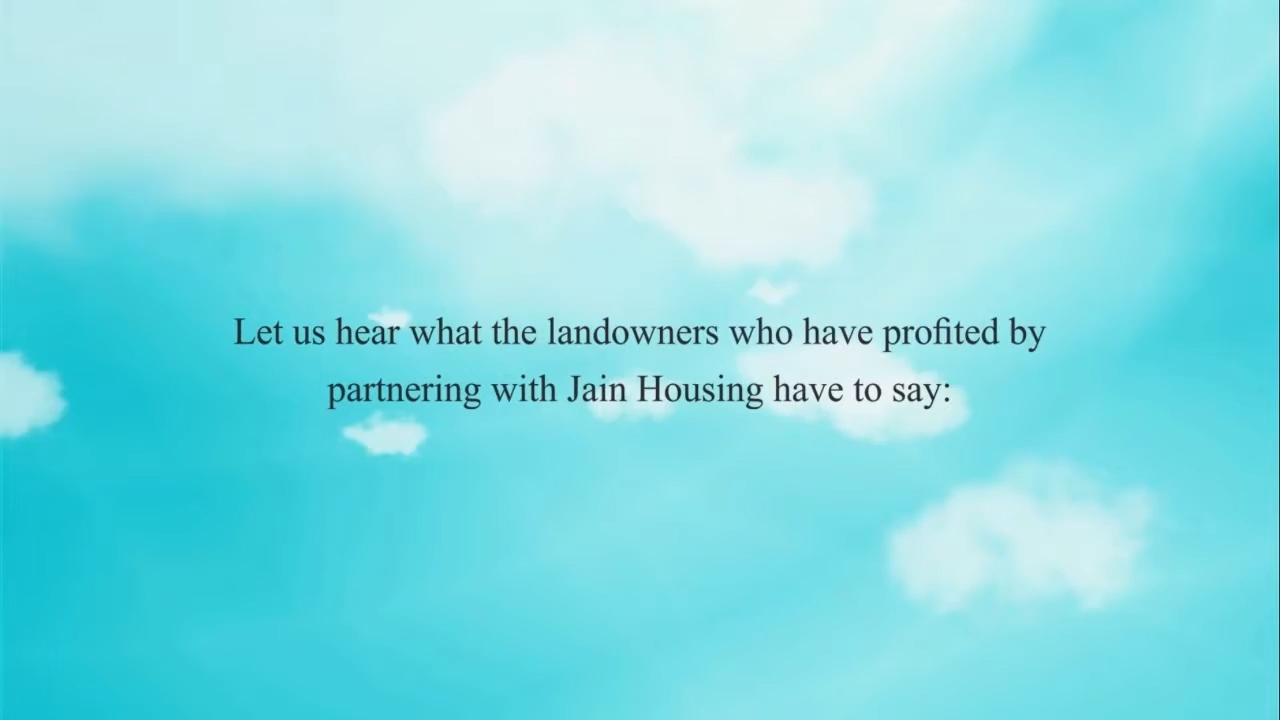 Let us hear what the landowners who have profited by
partnering with Jain Housing have to say: